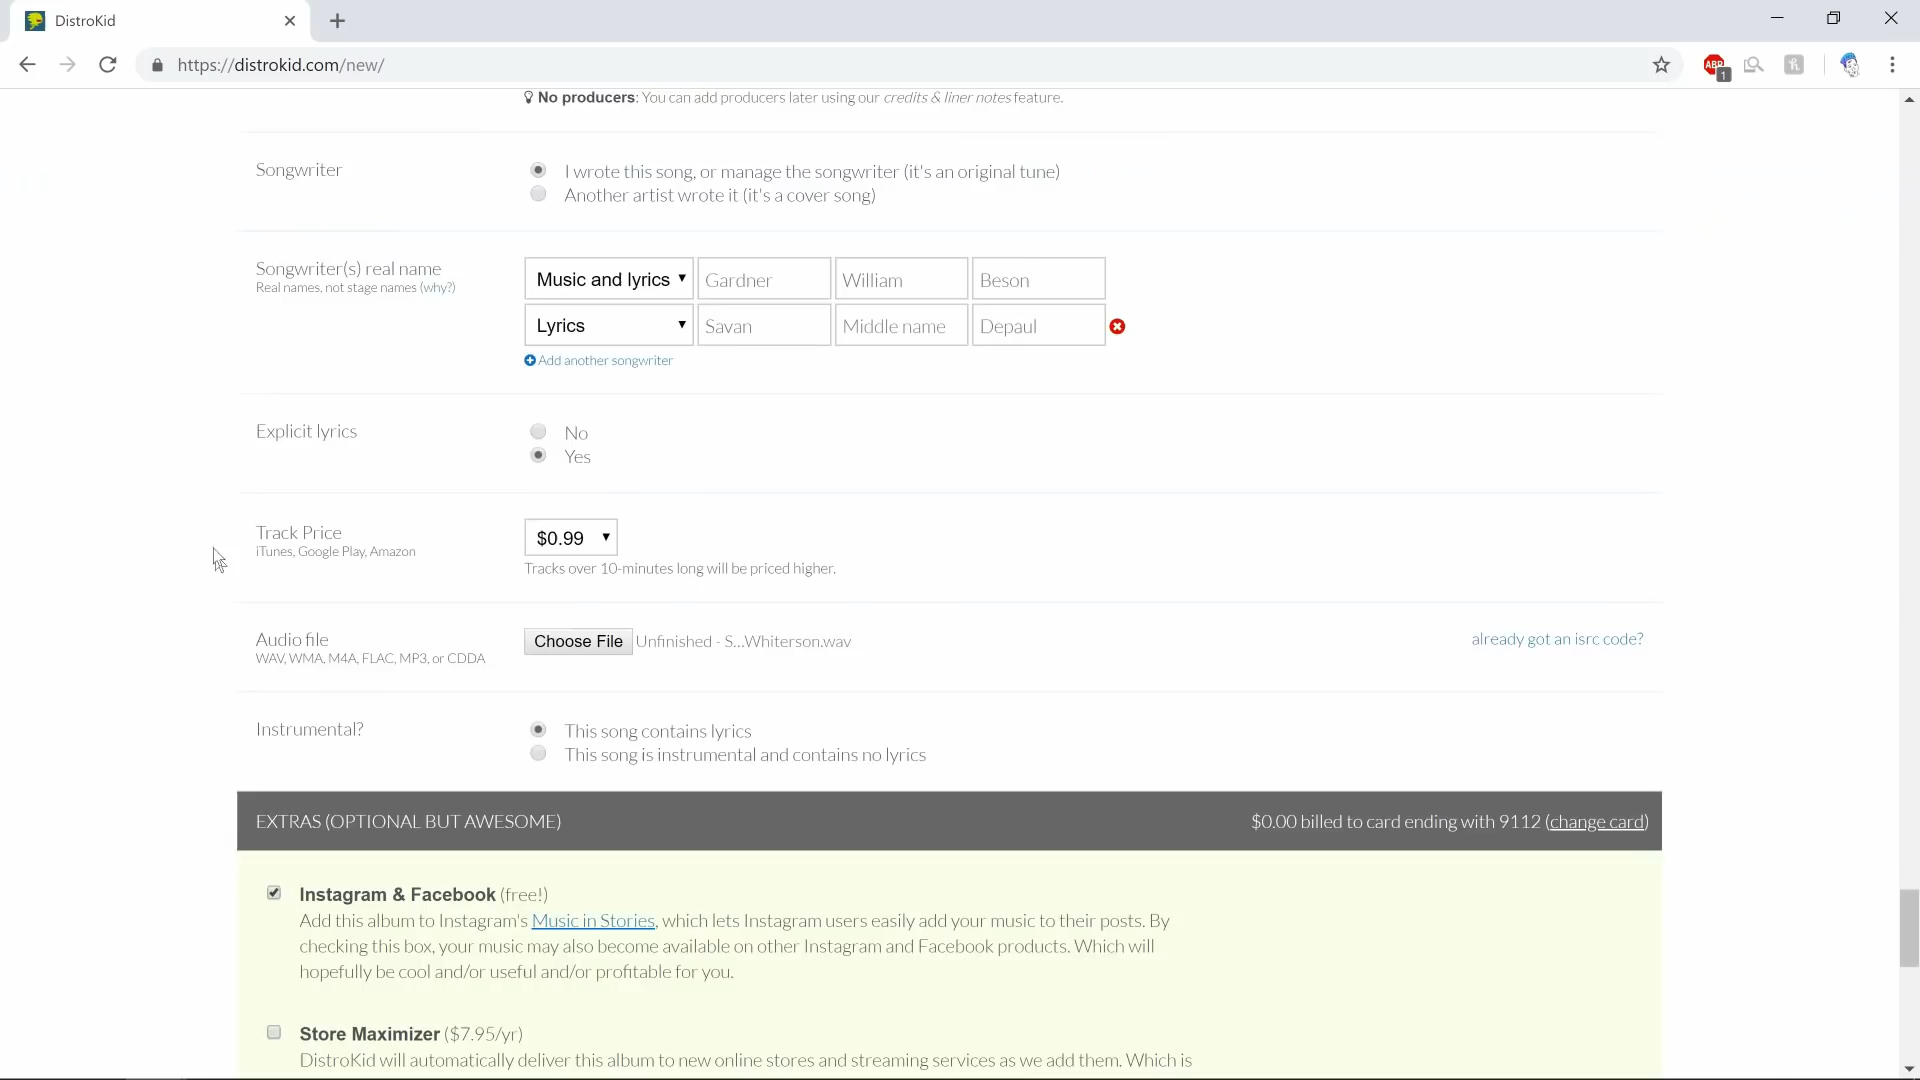 DistroKid
https://distrokid.com/new/
ABP
1
No producers: You can add producers later using our credits & liner notes feature.
Songwriter
I wrote this song, or manage the songwriter (it's an original tune)
Another artist wrote it (it's a cover song)
Songwriter(s) real name
Real names, not stage names (why?)
Music and lyrics Gardner William Beson
Lyrics Savan Middle name Depaul
Add another songwriter
Explicit lyrics
No
Yes
Track Price
iTunes, Google Play, Amazon
$0.99
Tracks over 10-minutes long will be priced higher.
Audio file
WAV, WMA, M4A, FLAC, MP3, or CDDA
Choose File Unfinished - S...Whiterson.wav
already got an isrc code?
Instrumental?
This song contains lyrics
This song is instrumental and contains no lyrics
EXTRAS (OPTIONAL BUT AWESOME) $0.00 billed to card ending with 9112 (change card)
Instagram & Facebook (free!)
Add this album to Instagram's Music in Stories, which lets Instagram users easily add your music to their posts. By
checking this box, your music may also become available on other Instagram and Facebook products. Which will
hopefully be cool and/or useful and/or profitable for you.
Store Maximizer ($7.95/yr)
DistroKid will automatically deliver this album to new online stores and streaming services as we add them. Which is